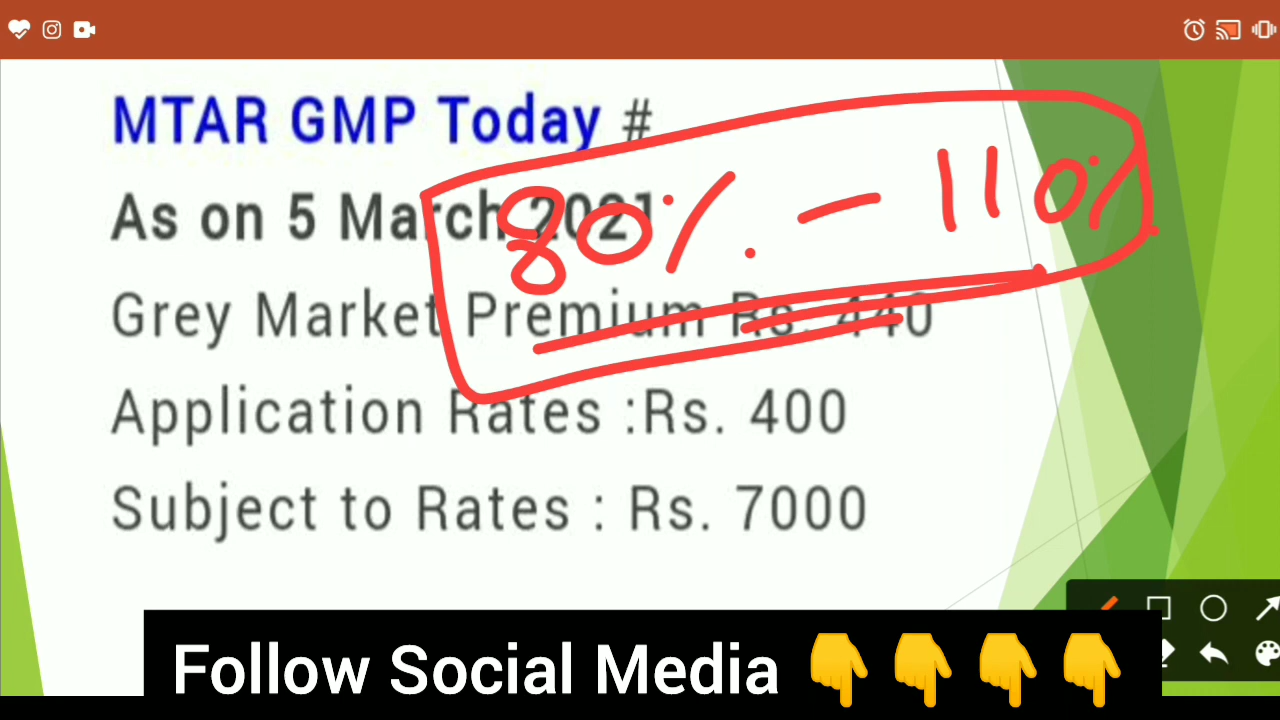 MTAR GMP Today #
As on 5 March 2021
80% - 110%
Grey Market Premium Rs. 440
Application Rates :Rs. 400
Subject to Rates : Rs. 7000
Follow Social Media 👇👇👇👇